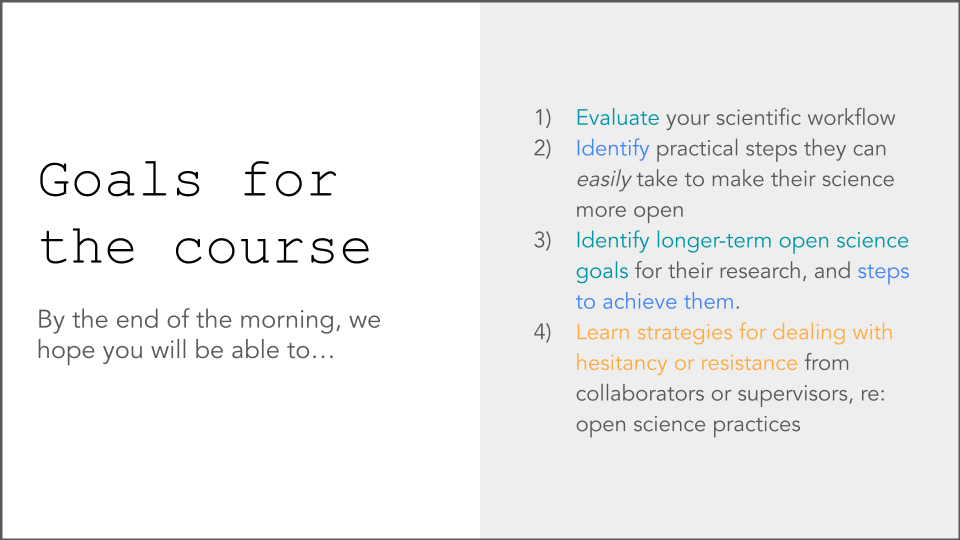 Goals for
the course
By the end of the morning, we
hope you will be able to…
1) Evaluate your scientific workflow
2) Identify practical steps they can
easily take to make their science
more open
3) Identify longer-term open science
goals for their research, and steps
to achieve them.
4) Learn strategies for dealing with
hesitancy or resistance from
collaborators or supervisors, re:
open science practices